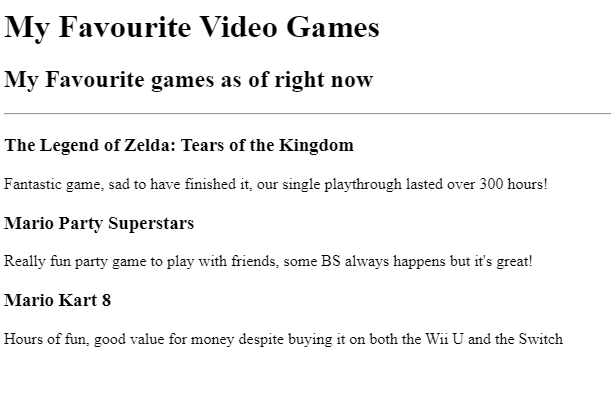 My Favourite Video Games
My Favourite games as of right now
The Legend of Zelda: Tears of the Kingdom
Fantastic game, sad to have finished it, our single playthrough lasted over 300 hours!
Mario Party Superstars
Really fun party game to play with friends, some BS always happens but it's great!
Mario Kart 8
Hours of fun, good value for money despite buying it on both the Wii U and the Switch